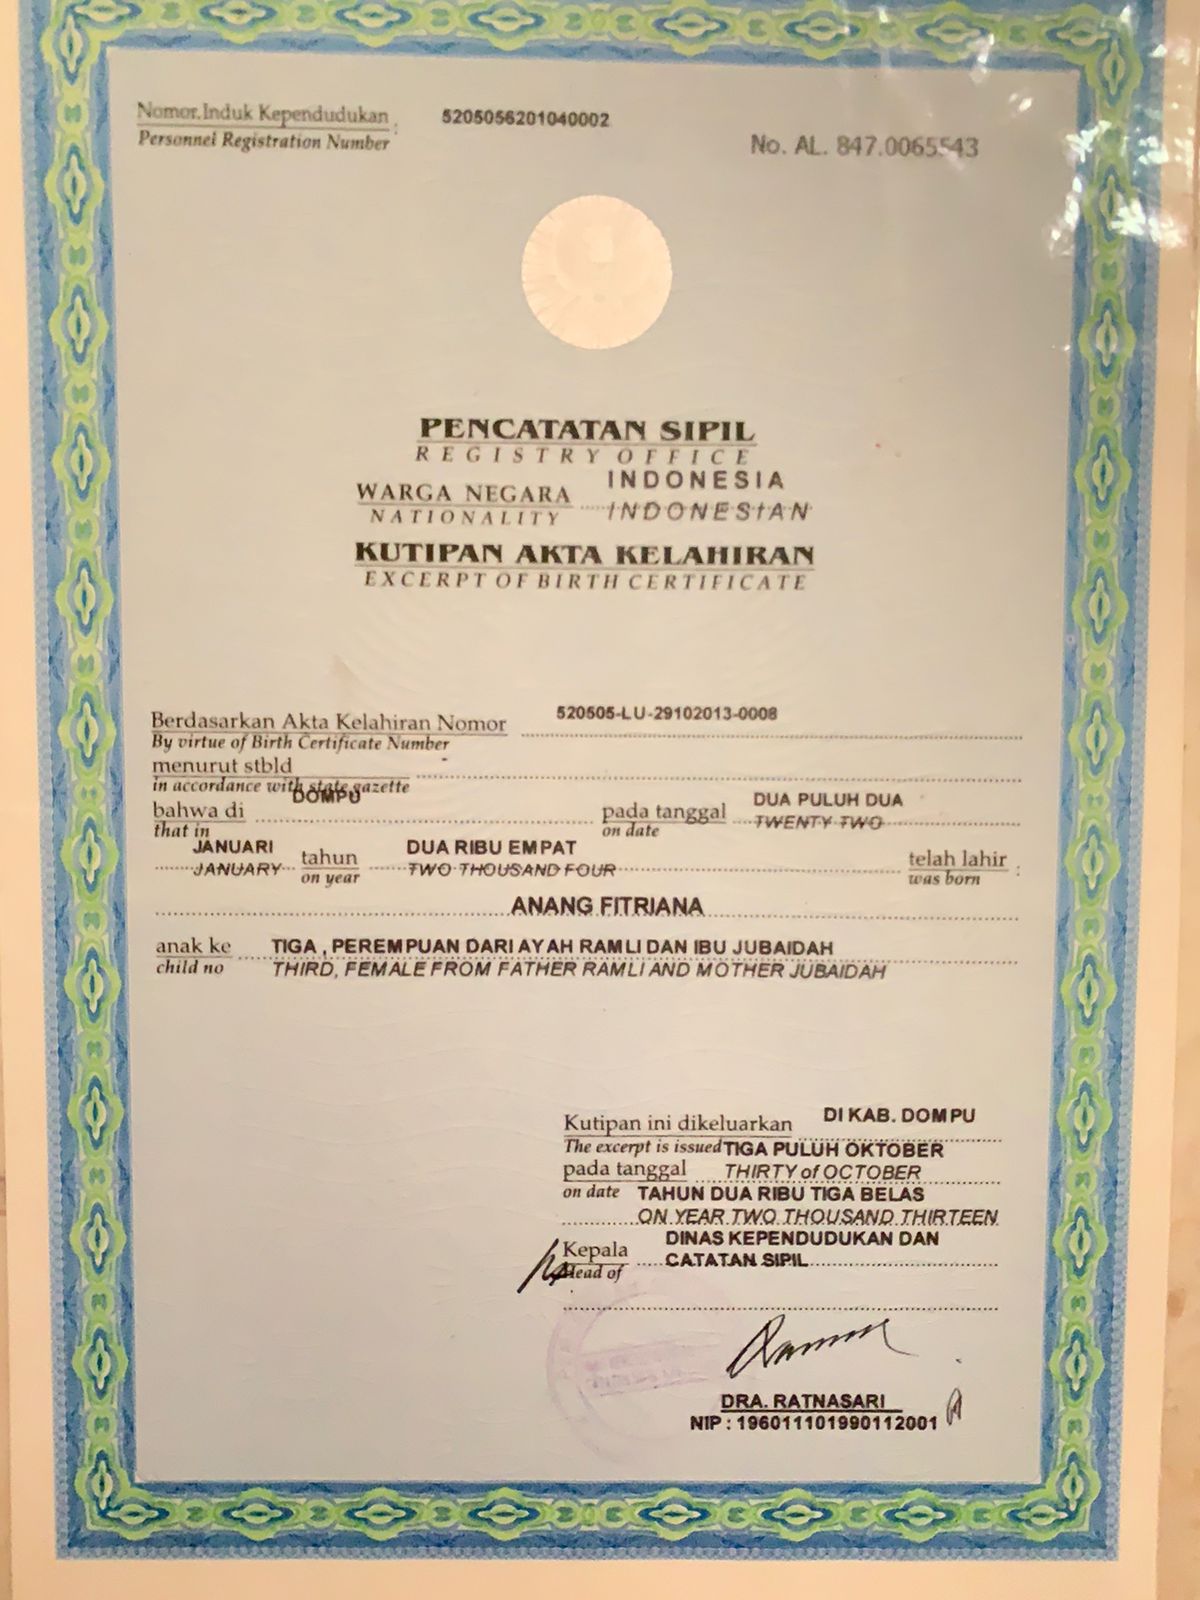 Nomor Induk Kependudukan : 5205056201040002
Personnel Registration Number
No. AL. 847.0065543
PENCATATAN SIPIL
REGISTRY OFFICE
WARGA NEGARA INDONESIA
NATIONALITY INDONESIAN
KUTIPAN AKTA KELAHIRAN
EXCERPT OF BIRTH CERTIFICATE
Berdasarkan Akta Kelahiran Nomor 520505-LU-29102013-0008
By virtue of Birth Certificate Number
menurut stbld
in accordance with state gazette
bahwa di DOMPU pada tanggal DUA PULUH DUA
that in on date TWENTY TWO
JANUARI tahun DUA RIBU EMPAT telah lahir :
JANUARY on year TWO THOUSAND FOUR was born
ANANG FITRIANA
anak ke TIGA , PEREMPUAN DARI AYAH RAMLI DAN IBU JUBAIDAH
child no THIRD, FEMALE FROM FATHER RAMLI AND MOTHER JUBAIDAH
Kutipan ini dikeluarkan DI KAB. DOMPU
The excerpt is issued TIGA PULUH OKTOBER
pada tanggal THIRTY of OCTOBER
on date TAHUN DUA RIBU TIGA BELAS
ON YEAR TWO THOUSAND THIRTEEN
Kepala DINAS KEPENDUDUKAN DAN
Head of CATATAN SIPIL
DRA. RATNASARI
NIP : 196011101990112001